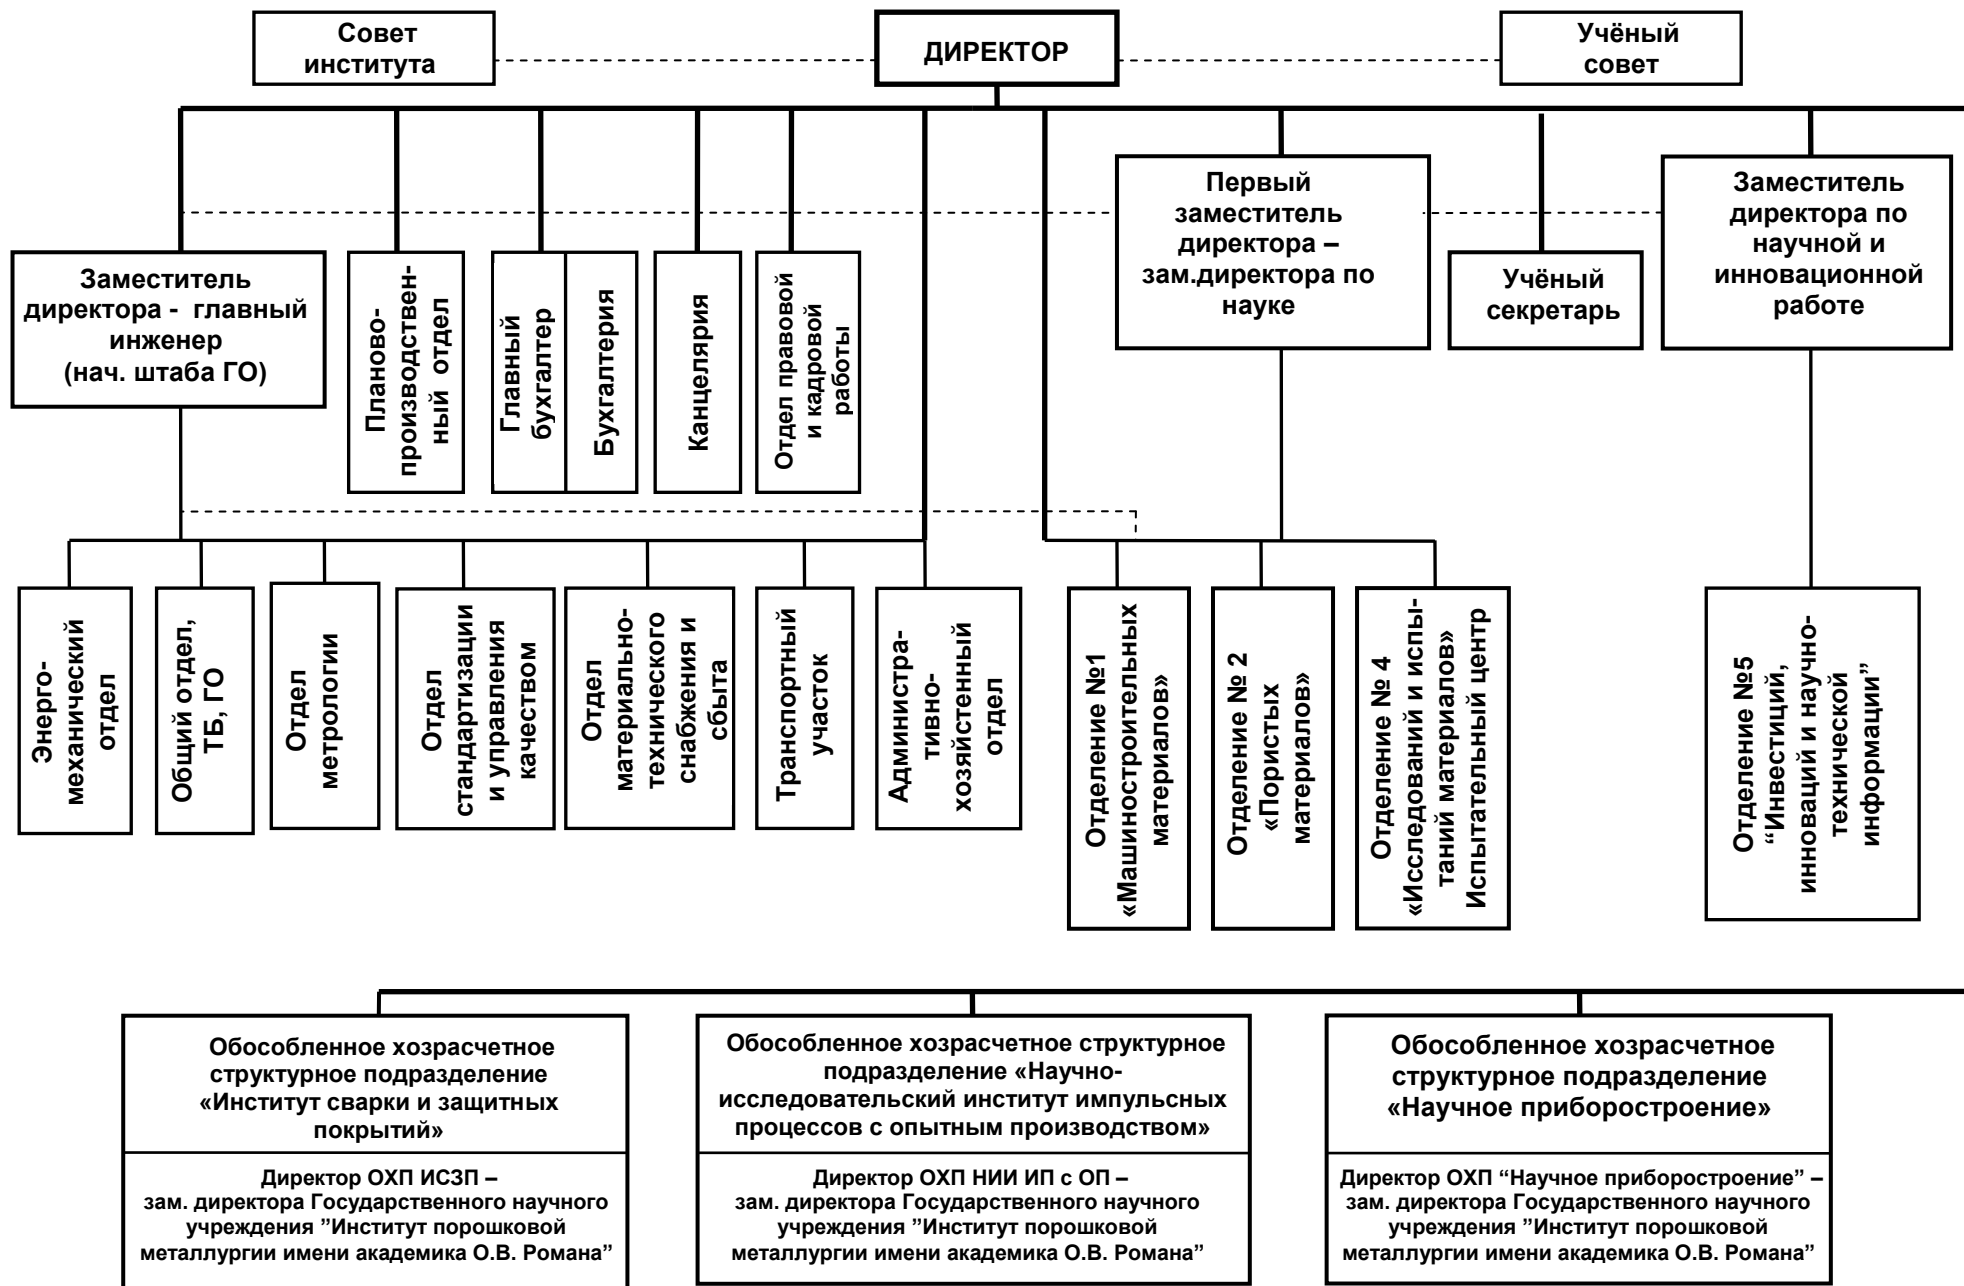 Совет
института
ДИРЕКТОР
Учёный
совет
Заместитель
директора - главный
инженер
(нач. штаба ГО)
Планово-
производствен-
ный отдел
Главный
бухгалтер
Бухгалтерия
Канцелярия
Отдел правовой
и кадровой
работы
Первый
заместитель
директора –
зам.директора по
науке
Учёный
секретарь
Заместитель
директора по
научной и
инновационной
работе
Энерго-
механический
отдел
Общий отдел,
ТБ, ГО
Отдел
метрологии
Отдел
стандартизации
и управления
качеством
Отдел
материально-
технического
снабжения и
сбыта
Транспортный
участок
Администра-
тивно-
хозяйстенный
отдел
Отделение №1
«Машиностроительных
материалов»
Отделение № 2
«Пористых
материалов»
Отделение № 4
«Исследований и испы-
таний материалов»
Испытательный центр
Отделение №5
“Инвестиций,
инноваций и научно-
технической
информации”
Обособленное хозрасчетное
структурное подразделение
«Институт сварки и защитных
покрытий»
Директор ОХП ИСЗП –
зам. директора Государственного научного
учреждения ”Институт порошковой
металлургии имени академика О.В. Романа”
Обособленное хозрасчетное структурное
подразделение «Научно-
исследовательский институт импульсных
процессов с опытным производством»
Директор ОХП НИИ ИП с ОП –
зам. директора Государственного научного
учреждения ”Институт порошковой
металлургии имени академика О.В. Романа”
Обособленное хозрасчетное
структурное подразделение
«Научное приборостроение»
Директор ОХП “Научное приборостроение” –
зам. директора Государственного научного
учреждения ”Институт порошковой
металлургии имени академика О.В. Романа”